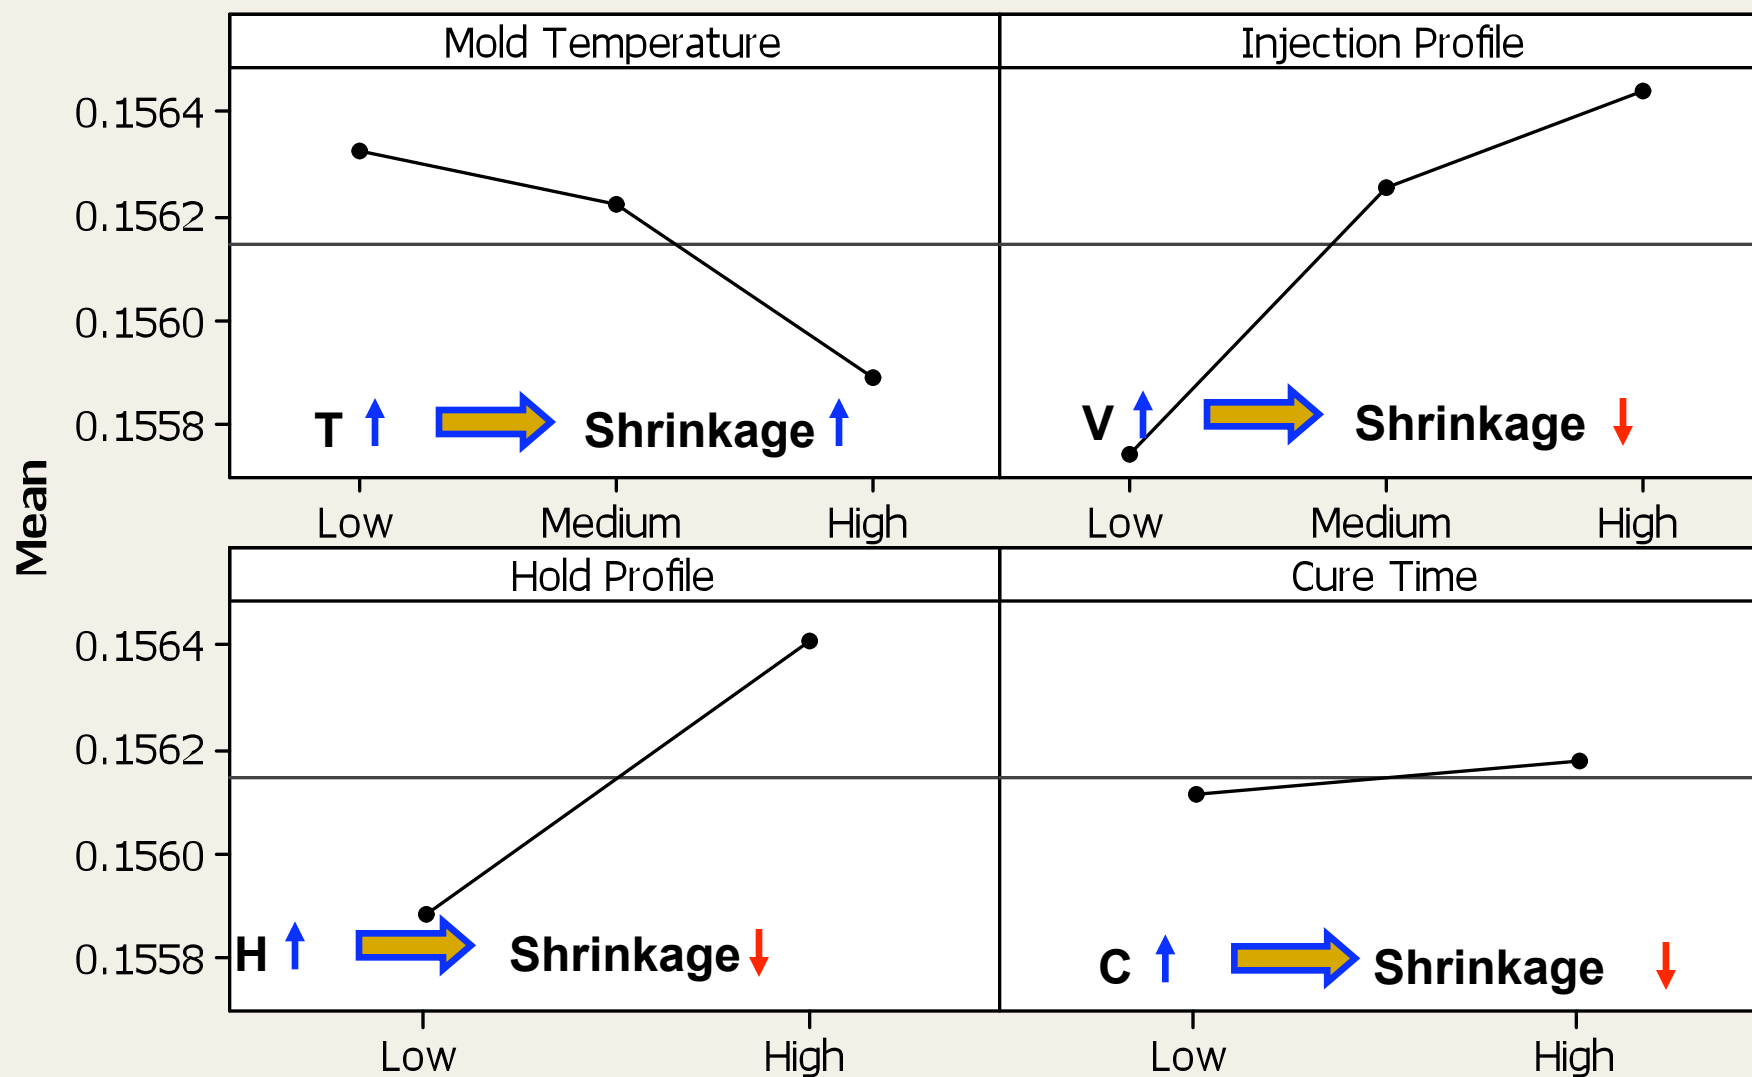 Mean
Mold Temperature
0.1564
0.1562
0.1560
0.1558
T Shrinkage
Low Medium High
Injection Profile
V Shrinkage
Low Medium High
Hold Profile
0.1564
0.1562
0.1560
0.1558
H Shrinkage
Low High
Cure Time
C Shrinkage
Low High